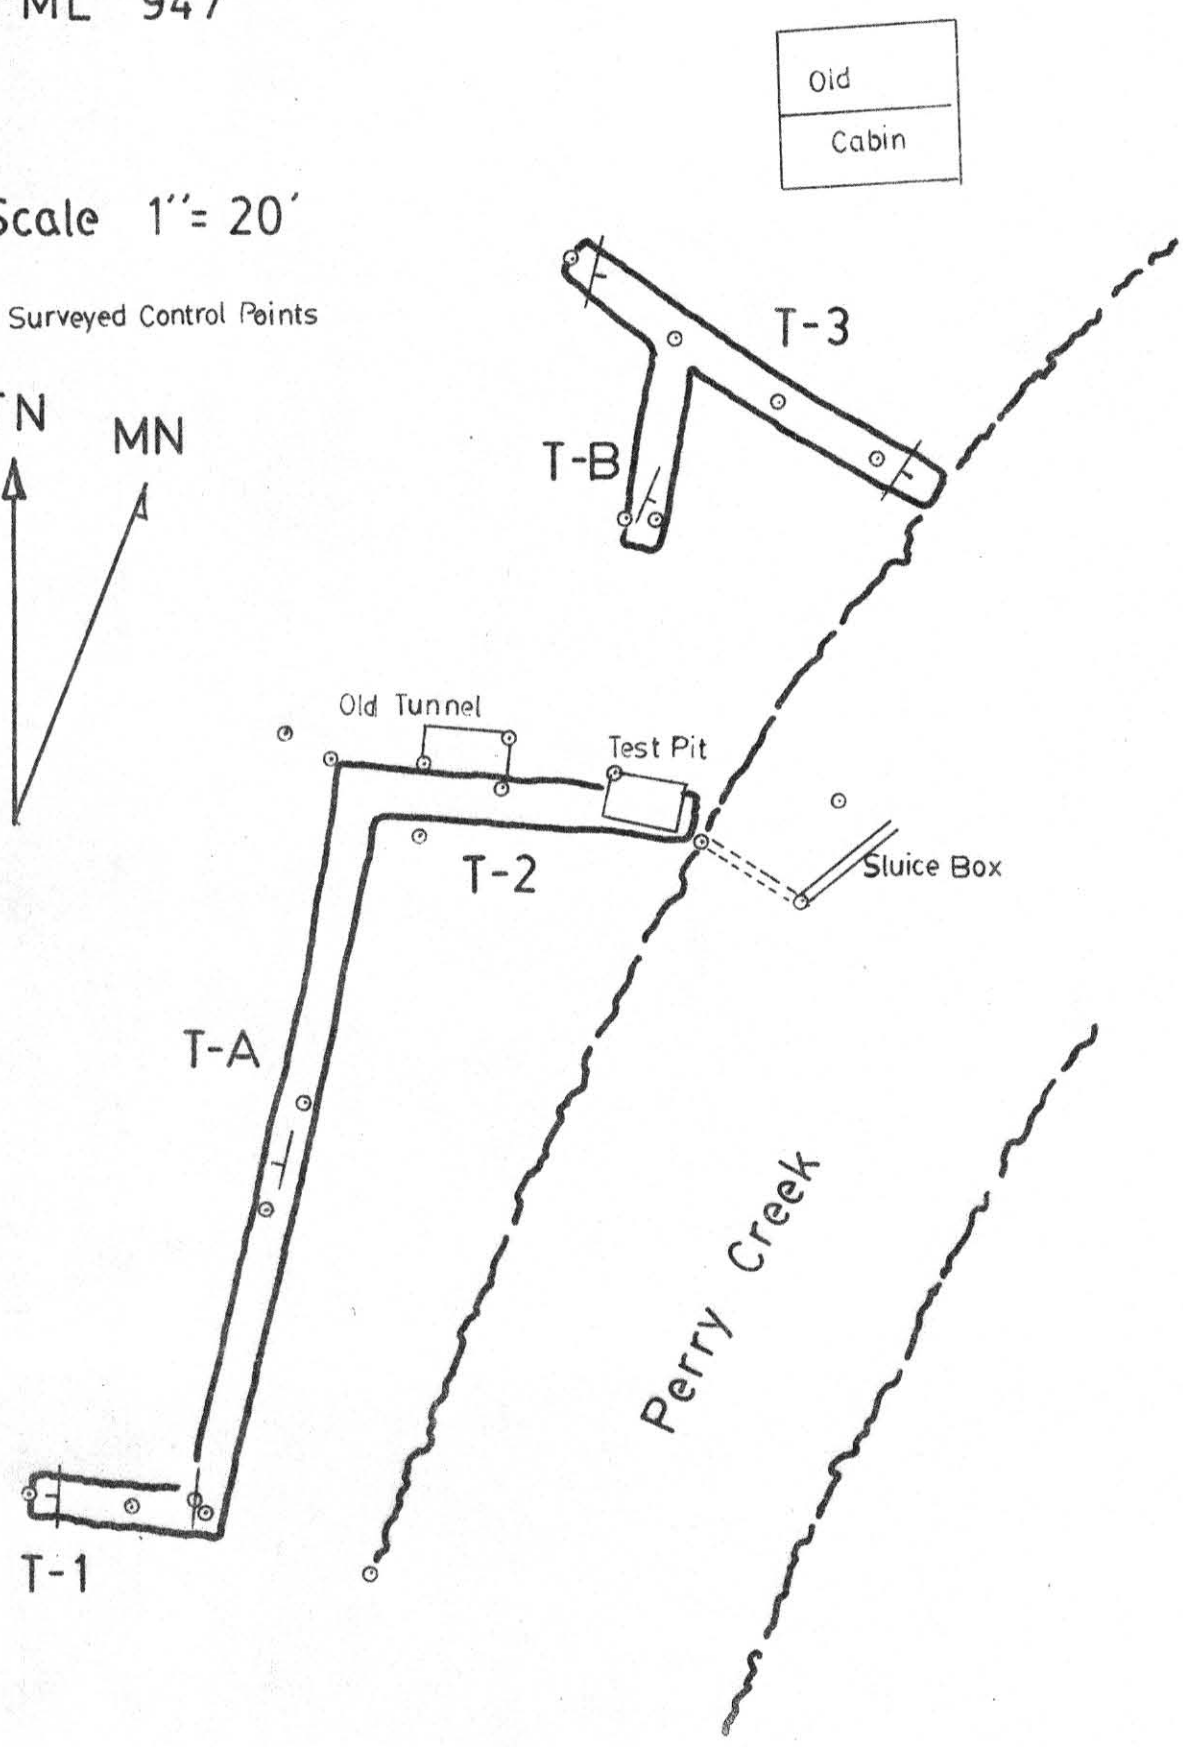 ML 947
Old
Cabin
Scale 1"= 20'
Surveyed Control Points
T-3
TN
MN
T-B
Old Tunnel
Test Pit
T-2
Sluice Box
T-A
Perry Creek
T-1